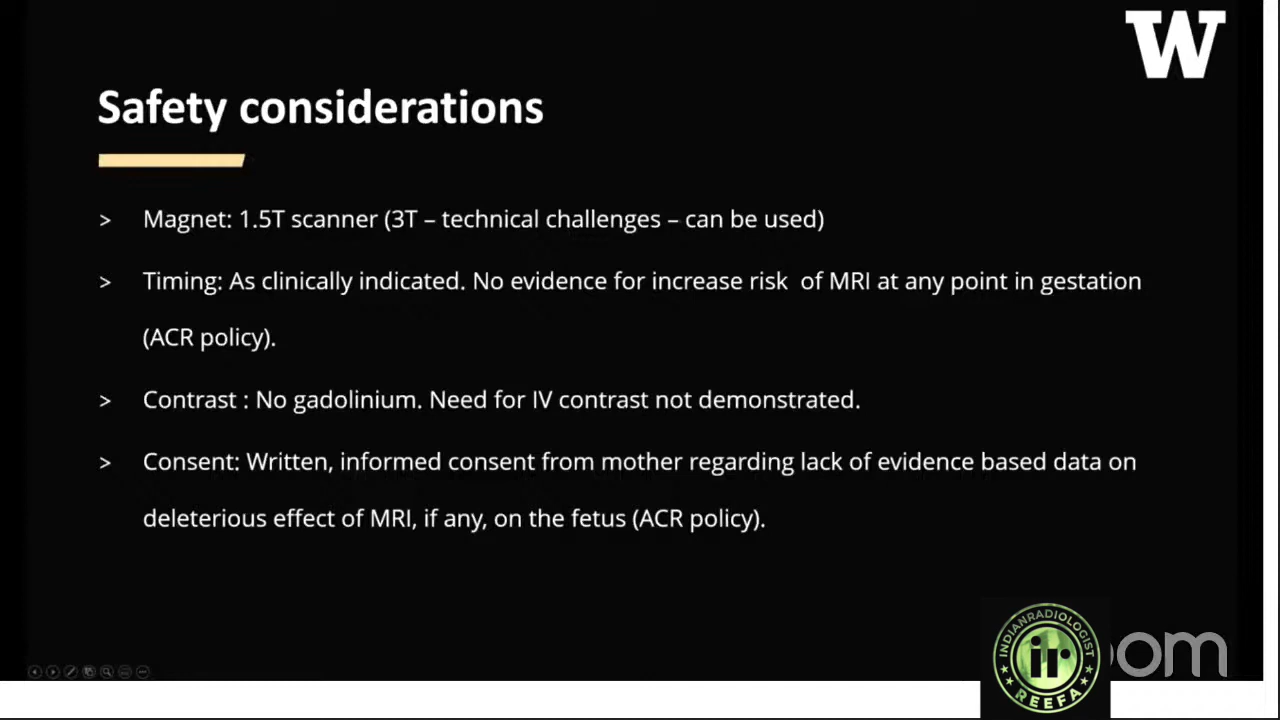 W
Safety considerations
> Magnet: 1.5T scanner (3T – technical challenges – can be used)
> Timing: As clinically indicated. No evidence for increase risk  of MRI at any point in gestation
(ACR policy).
> Contrast : No gadolinium. Need for IV contrast not demonstrated.
> Consent: Written, informed consent from mother regarding lack of evidence based data on
deleterious effect of MRI, if any, on the fetus (ACR policy).
INDIANRADIOLOGIST
ir
REEFA
oom